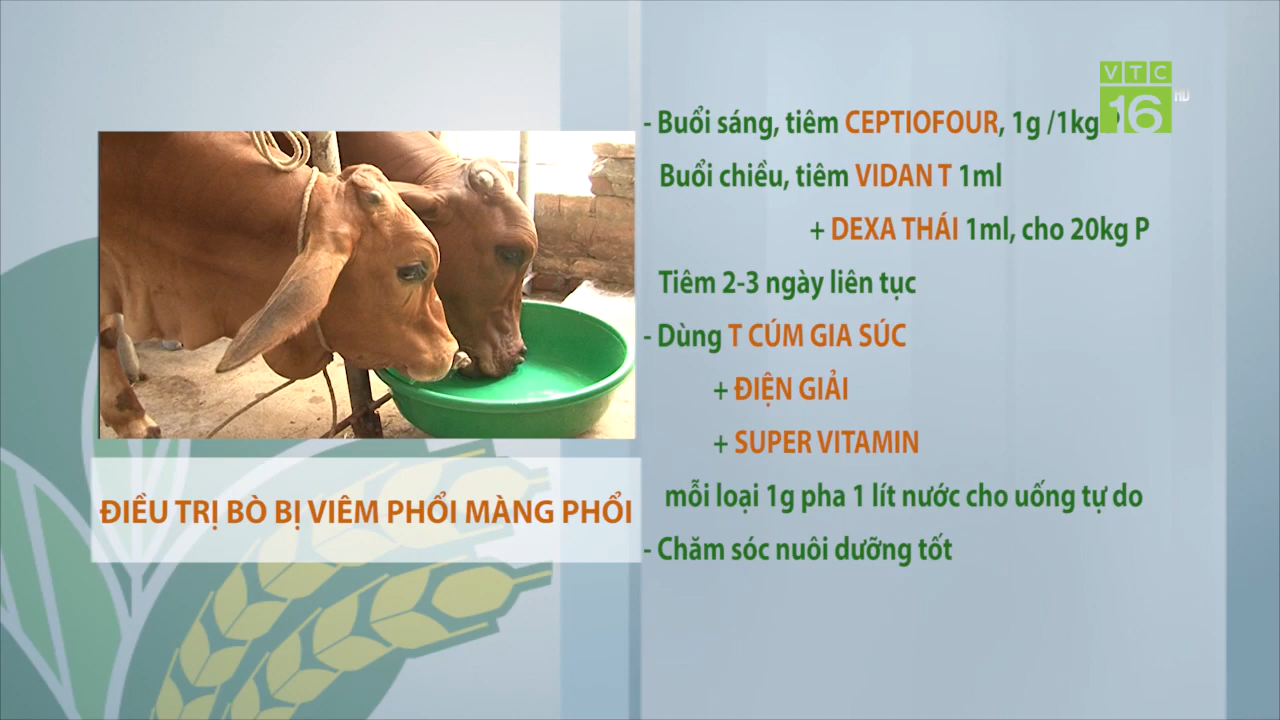 VTC
16 HD
- Buổi sáng, tiêm CEPTIOFOUR, 1g /1kg P
Buổi chiều, tiêm VIDAN T 1ml
+ DEXA THÁI 1ml, cho 20kg P
Tiêm 2-3 ngày liên tục
- Dùng T CÚM GIA SÚC
+ ĐIỆN GIẢI
+ SUPER VITAMIN
mỗi loại 1g pha 1 lít nước cho uống tự do
- Chăm sóc nuôi dưỡng tốt
ĐIỀU TRỊ BÒ BỊ VIÊM PHỔI MÀNG PHỔI